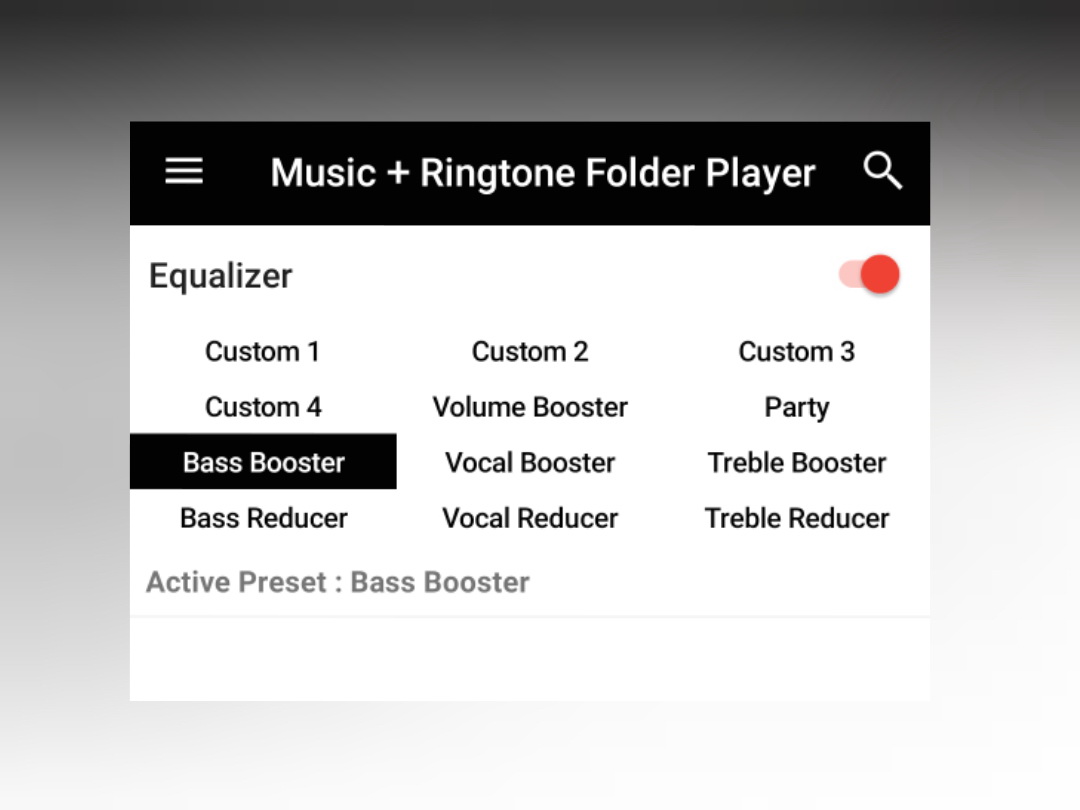 Music + Ringtone Folder Player
Equalizer
Custom 1 Custom 2 Custom 3
Custom 4 Volume Booster Party
Bass Booster Vocal Booster Treble Booster
Bass Reducer Vocal Reducer Treble Reducer
Active Preset : Bass Booster